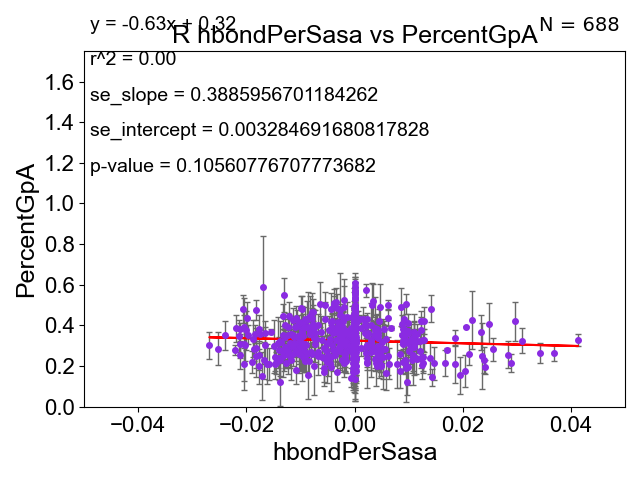 y = -0.63x + 0.32
N = 688
R hbondPerSasa vs PercentGpA
r^2 = 0.00
se_slope = 0.3885956701184262
se_intercept = 0.003284691680817828
p-value = 0.10560776707773682
PercentGpA
1.6
1.4
1.2
1.0
0.8
0.6
0.4
0.2
0.0
−0.04 −0.02 0.00 0.02 0.04
hbondPerSasa